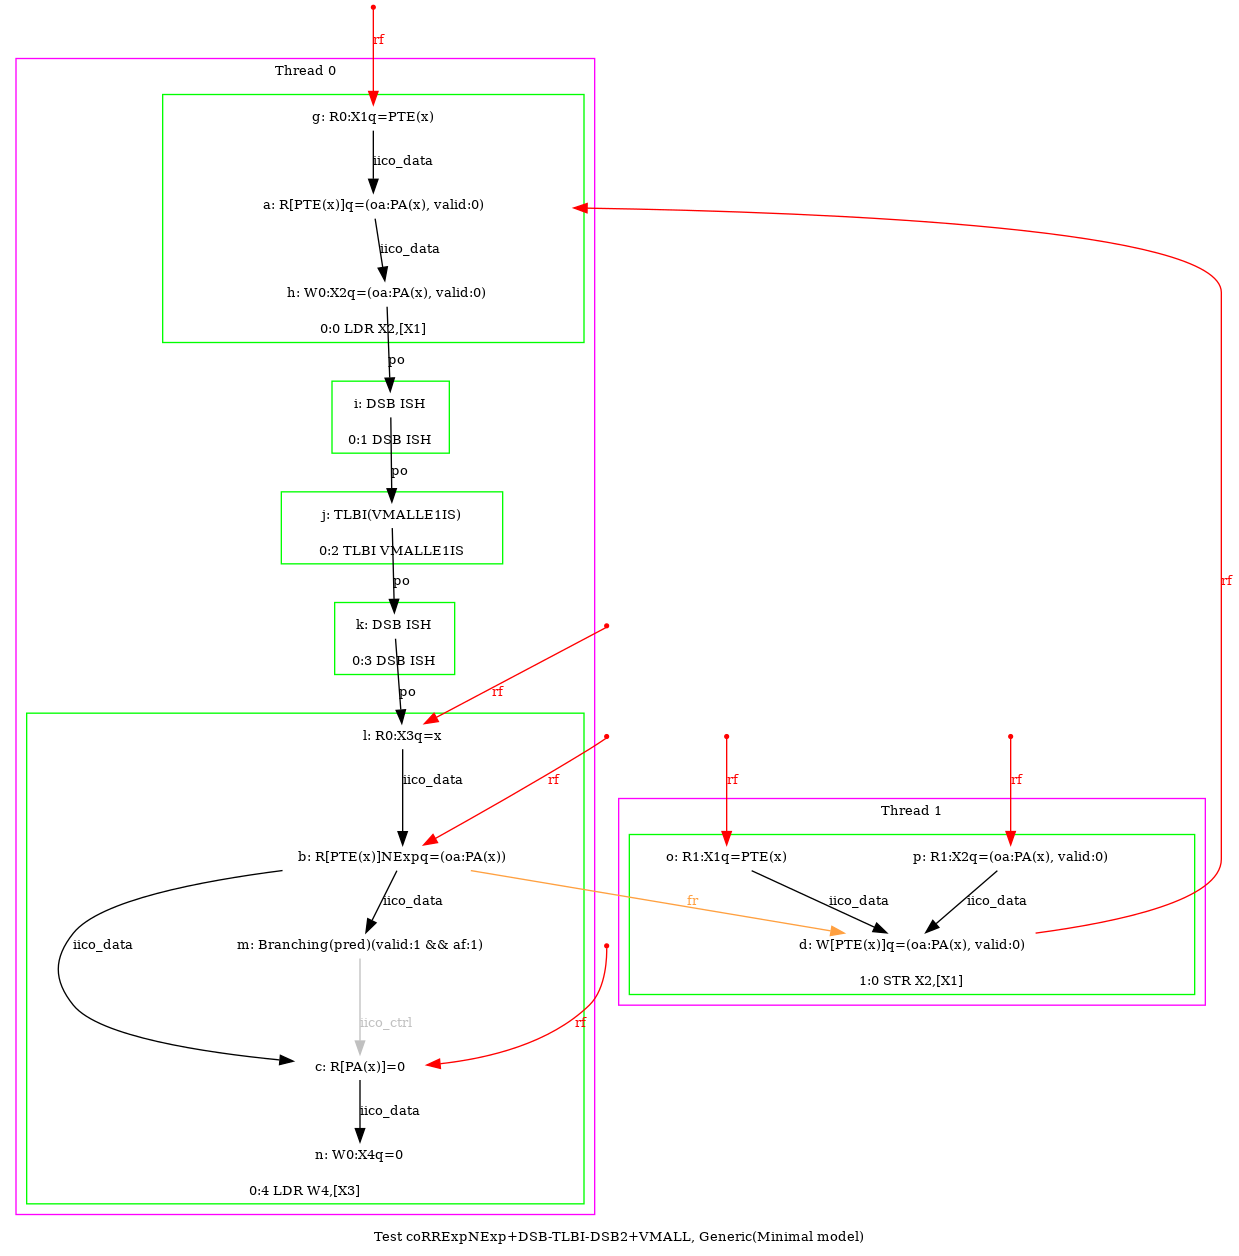 rf
Thread 0
g: R0:X1q=PTE(x)
iico_data
a: R[PTE(x)]q=(oa:PA(x), valid:0)
iico_data
h: W0:X2q=(oa:PA(x), valid:0)
0:0 LDR X2,[X1]
po
i: DSB ISH
0:1 DSB ISH
po
j: TLBI(VMALLE1IS)
0:2 TLBI VMALLE1IS
po
rf
k: DSB ISH
0:3 DSB ISH
po
rf
l: R0:X3q=x
iico_data
rf
b: R[PTE(x)]NExpq=(oa:PA(x))
iico_data
fr
iico_data
m: Branching(pred)(valid:1 && af:1)
iico_ctrl
rf
c: R[PA(x)]=0
iico_data
n: W0:X4q=0
0:4 LDR W4,[X3]
rf
rf
Thread 1
o: R1:X1q=PTE(x)
p: R1:X2q=(oa:PA(x), valid:0)
iico_data
iico_data
d: W[PTE(x)]q=(oa:PA(x), valid:0)
1:0 STR X2,[X1]
Test coRRExpNExp+DSB-TLBI-DSB2+VMALL, Generic(Minimal model)